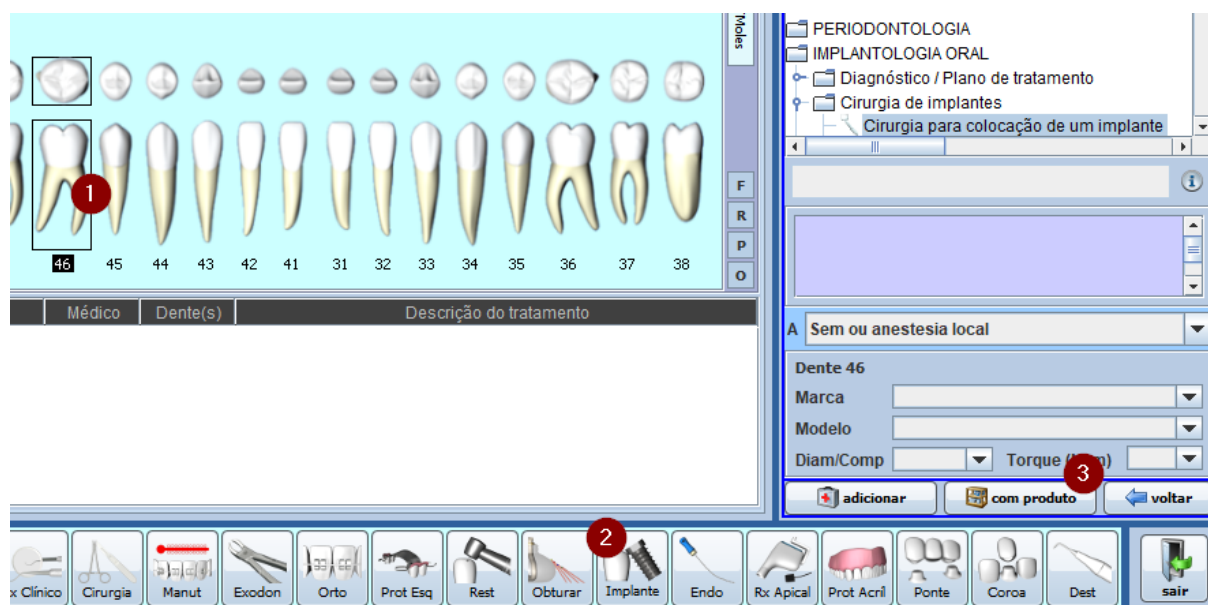 TMoles
F
R
P
O
1
46 45 44 43 42 41 31 32 33 34 35 36 37 38
Médico Dente(s) Descrição do tratamento
PERIODONTOLOGIA
IMPLANTOLOGIA ORAL
Diagnóstico / Plano de tratamento
Cirurgia de implantes
Cirurgia para colocação de um implante
A Sem ou anestesia local
Dente 46
Marca
Modelo
Diam/Comp Torque
3
adicionar com produto voltar
2
x Clínico Cirurgia Manut Exodon Orto Prot Esq Rest Obturar Implante Endo Rx Apical Prot Acríl Ponte Coroa Dest sair